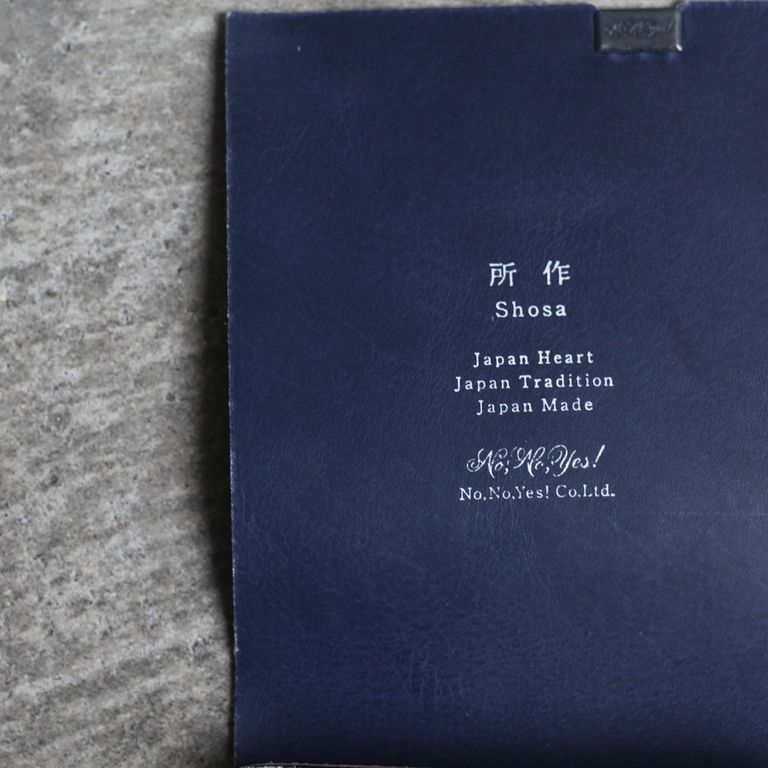 所作
Shosa
Japan Heart
Japan Tradition
Japan Made
No, No, Yes!
No,No,Yes! Co.Ltd.